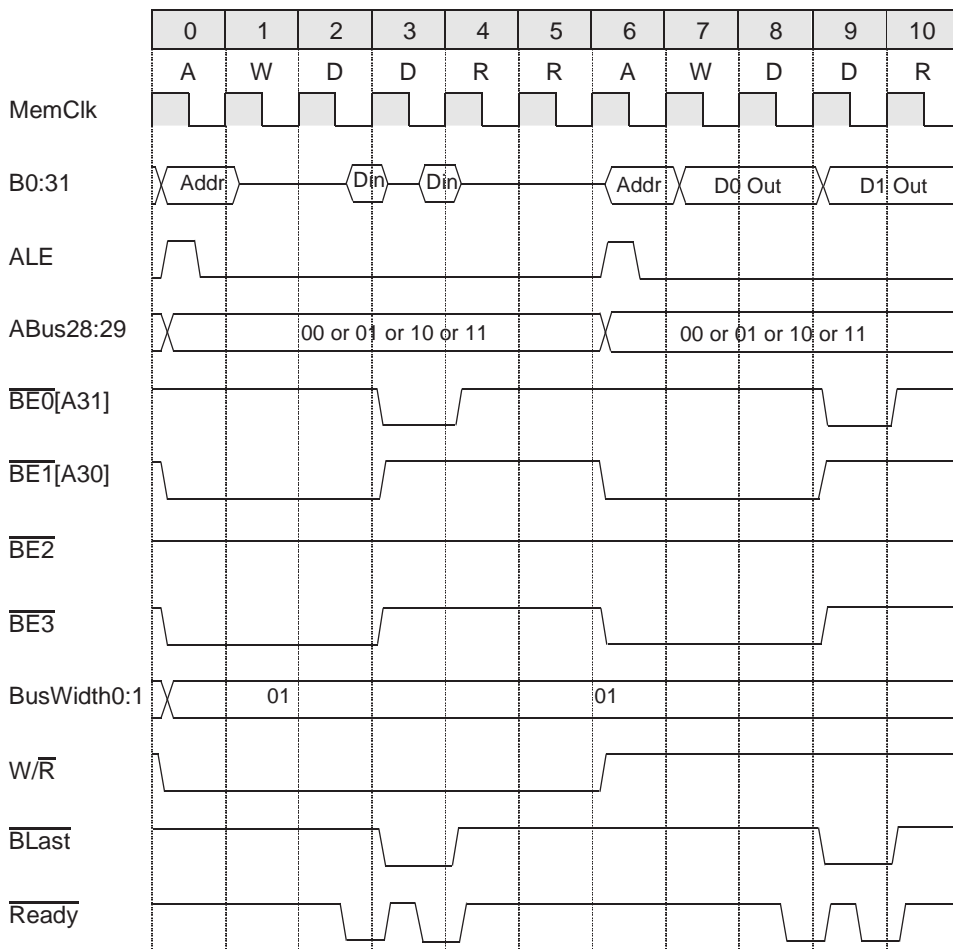 0 1 2 3 4 5 6 7 8 9 10
A W D D R R A W D D R
MemClk
B0:31 Addr Din Din Addr D0 Out D1 Out
ALE
ABus28:29 00 or 01 or 10 or 11 00 or 01 or 10 or 11
BE0[A31]
BE1[A30]
BE2
BE3
BusWidth0:1 01 01
W/R
BLast
Ready